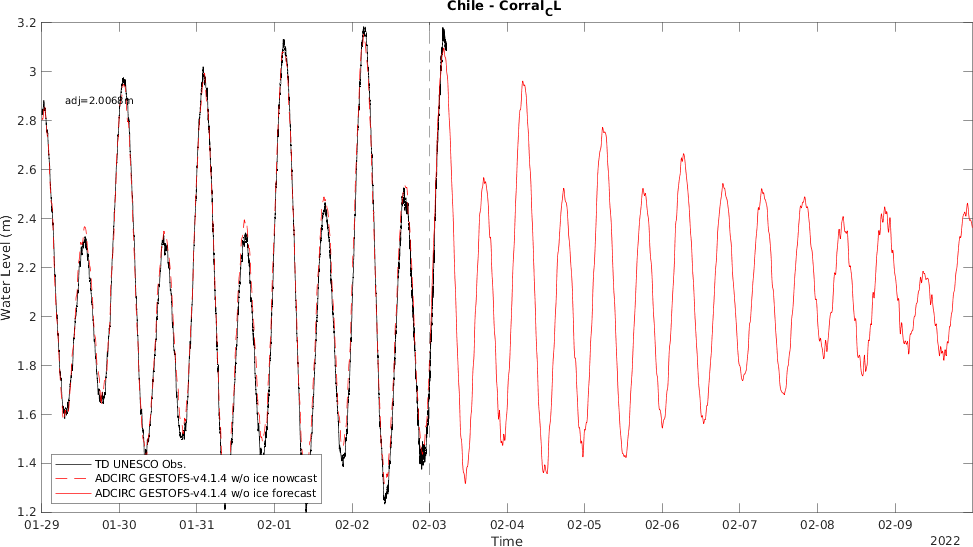 Chile - Corral_CL
3.2
3
2.8
2.6
2.4
2.2
2
1.8
1.6
1.4
1.2
Water Level (m)
adj=2.0068m
TD UNESCO Obs.
ADCIRC GESTOFS-v4.1.4 w/o ice nowcast
ADCIRC GESTOFS-v4.1.4 w/o ice forecast
01-29 01-30 01-31 02-01 02-02 02-03 02-04 02-05 02-06 02-07 02-08 02-09
Time
2022